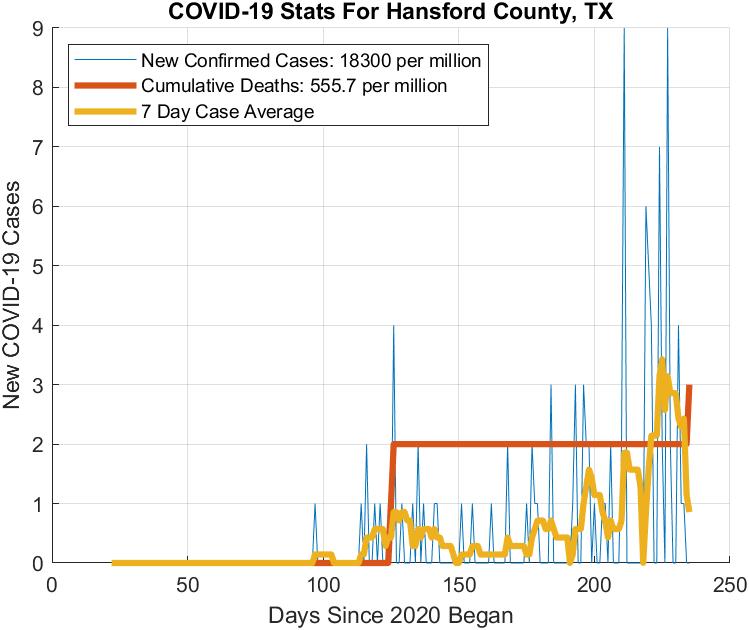 COVID-19 Stats For Hansford County, TX
New Confirmed Cases: 18300 per million
Cumulative Deaths: 555.7 per million
7 Day Case Average
New COVID-19 Cases
9
8
7
6
5
4
3
2
1
0
0 50 100 150 200 250
Days Since 2020 Began